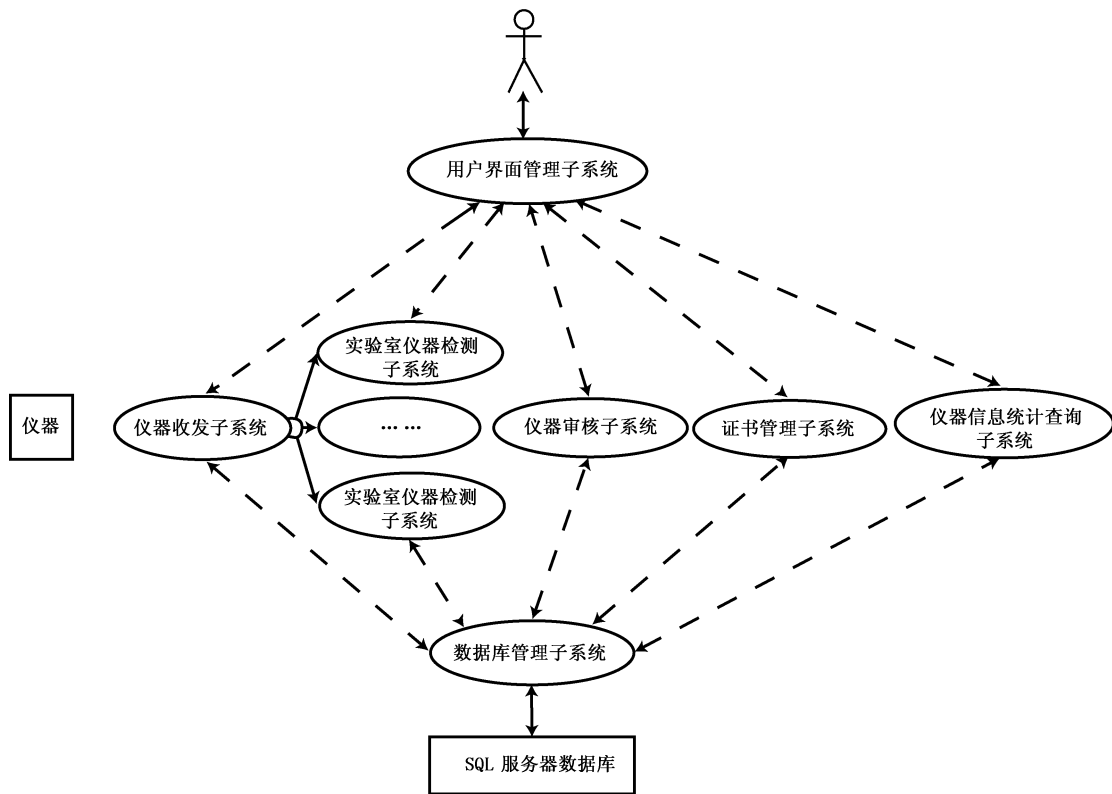 用户界面管理子系统
实验室仪器检测
子系统
仪器
仪器收发子系统
... ...
仪器审核子系统
证书管理子系统
仪器信息统计查询
子系统
实验室仪器检测
子系统
数据库管理子系统
SQL 服务器数据库